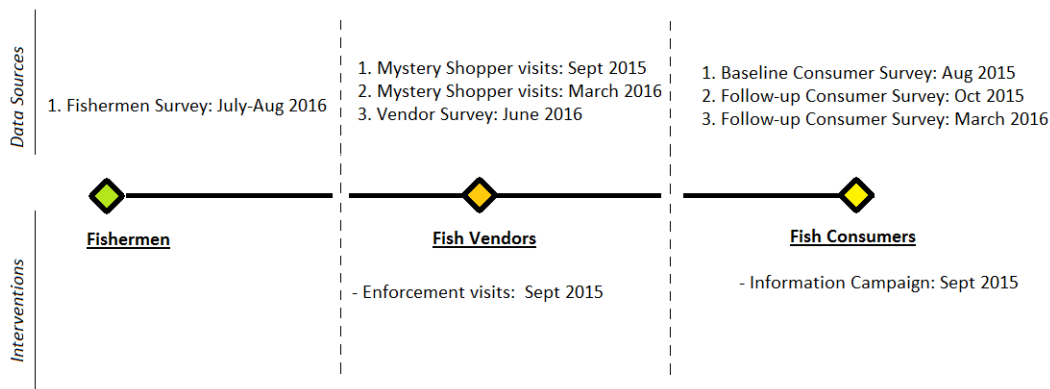 Data Sources
1. Fishermen Survey: July-Aug 2016
1. Mystery Shopper visits: Sept 2015
2. Mystery Shopper visits: March 2016
3. Vendor Survey: June 2016
1. Baseline Consumer Survey: Aug 2015
2. Follow-up Consumer Survey: Oct 2015
3. Follow-up Consumer Survey: March 2016
Fishermen
Fish Vendors
Fish Consumers
Interventions
- Enforcement visits:  Sept 2015
- Information Campaign: Sept 2015